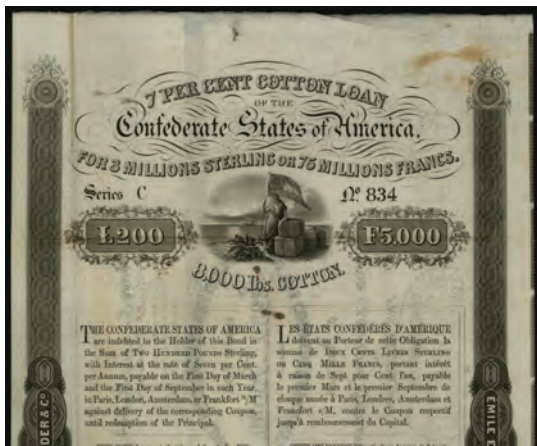 7 PER CENT COTTON LOAN
OF THE
Confederate States of America.
FOR 3 MILLIONS STERLING OR 75 MILLIONS FRANCS.
Series C
Nº 834
£200
F5.000
8,000 lbs. COTTON.
THE CONFEDERATE STATES OF AMERICA
are indebted to the Holder of this Bond in
the Sum of TWO HUNDRED POUNDS Sterling,
with Interest at the rate of Seven per Cent.
per Annum, payable on the First Day of March
and the First Day of September in each Year,
in Paris, London, Amsterdam, or Frankfort º/M
against delivery of the corresponding Coupon,
until redemption of the Principal.
LES ÉTATS CONFÉDÉRÉS D'AMÉRIQUE
doivent au Porteur de cette Obligation la
somme de DEUX CENTS LIVRES STERLING
OU CINQ MILLE FRANCS, portant intérêt
à raison de Sept pour Cent l'an, payable
le premier Mars et le premier Septembre de
chaque année à Paris, Londres, Amsterdam et
Francfort s/M, contre le Coupon respectif
jusqu'à remboursement du Capital.
DER & Cº
EMILE